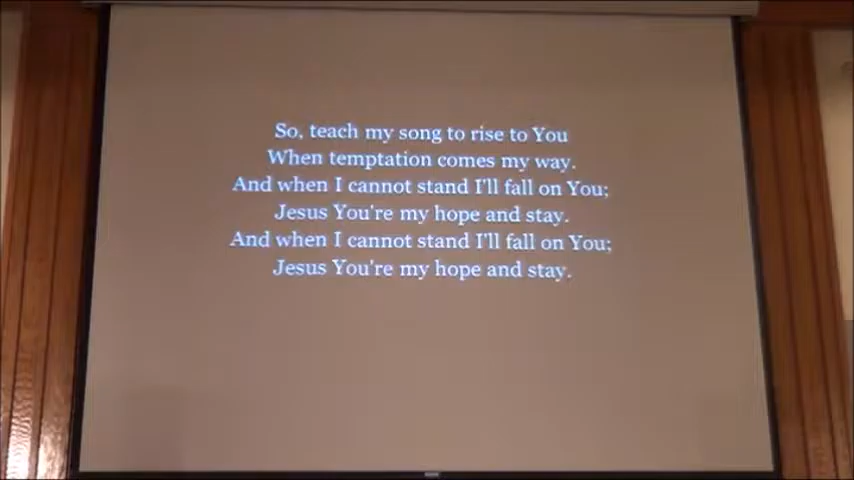 So, teach my song to rise to You
When temptation comes my way.
And when I cannot stand I'll fall on You;
Jesus You're my hope and stay.
And when I cannot stand I'll fall on You;
Jesus You're my hope and stay.